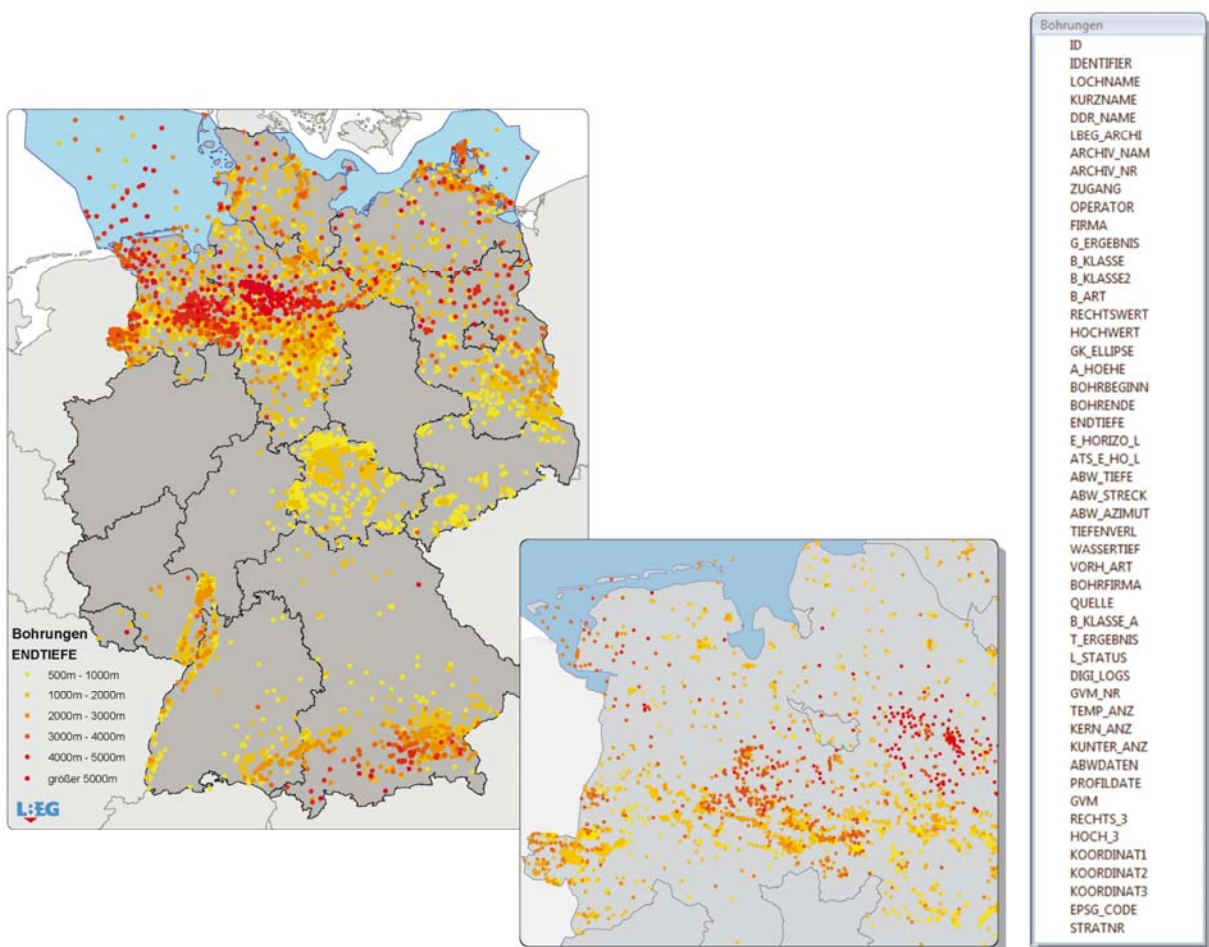 Bohrungen
ENDTIEFE
500m - 1000m
1000m - 2000m
2000m - 3000m
3000m - 4000m
4000m - 5000m
größer 5000m
LBEG
Bohrungen
ID
IDENTIFIER
LOCHNAME
KURZNAME
DDR_NAME
LBEG_ARCHI
ARCHIV_NAM
ARCHIV_NR
ZUGANG
OPERATOR
FIRMA
G_ERGEBNIS
B_KLASSE
B_KLASSE2
B_ART
RECHTSWERT
HOCHWERT
GK_ELLIPSE
A_HOEHE
BOHRBEGINN
BOHRENDE
ENDTIEFE
E_HORIZO_L
ATS_E_HO_L
ABW_TIEFE
ABW_STRECK
ABW_AZIMUT
TIEFENVERL
WASSERTIEF
VORH_ART
BOHRFIRMA
QUELLE
B_KLASSE_A
T_ERGEBNIS
L_STATUS
DIGI_LOGS
GVM_NR
TEMP_ANZ
KERN_ANZ
KUNTER_ANZ
ABWDATEN
PROFILDATE
GVM
RECHTS_3
HOCH_3
KOORDINAT1
KOORDINAT2
KOORDINAT3
EPSG_CODE
STRATNR